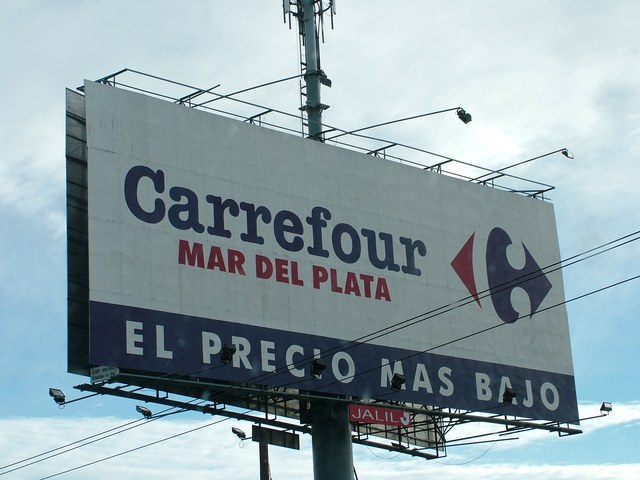 Carrefour
MAR DEL PLATA
EL PRECIO MAS BAJO
JALIL